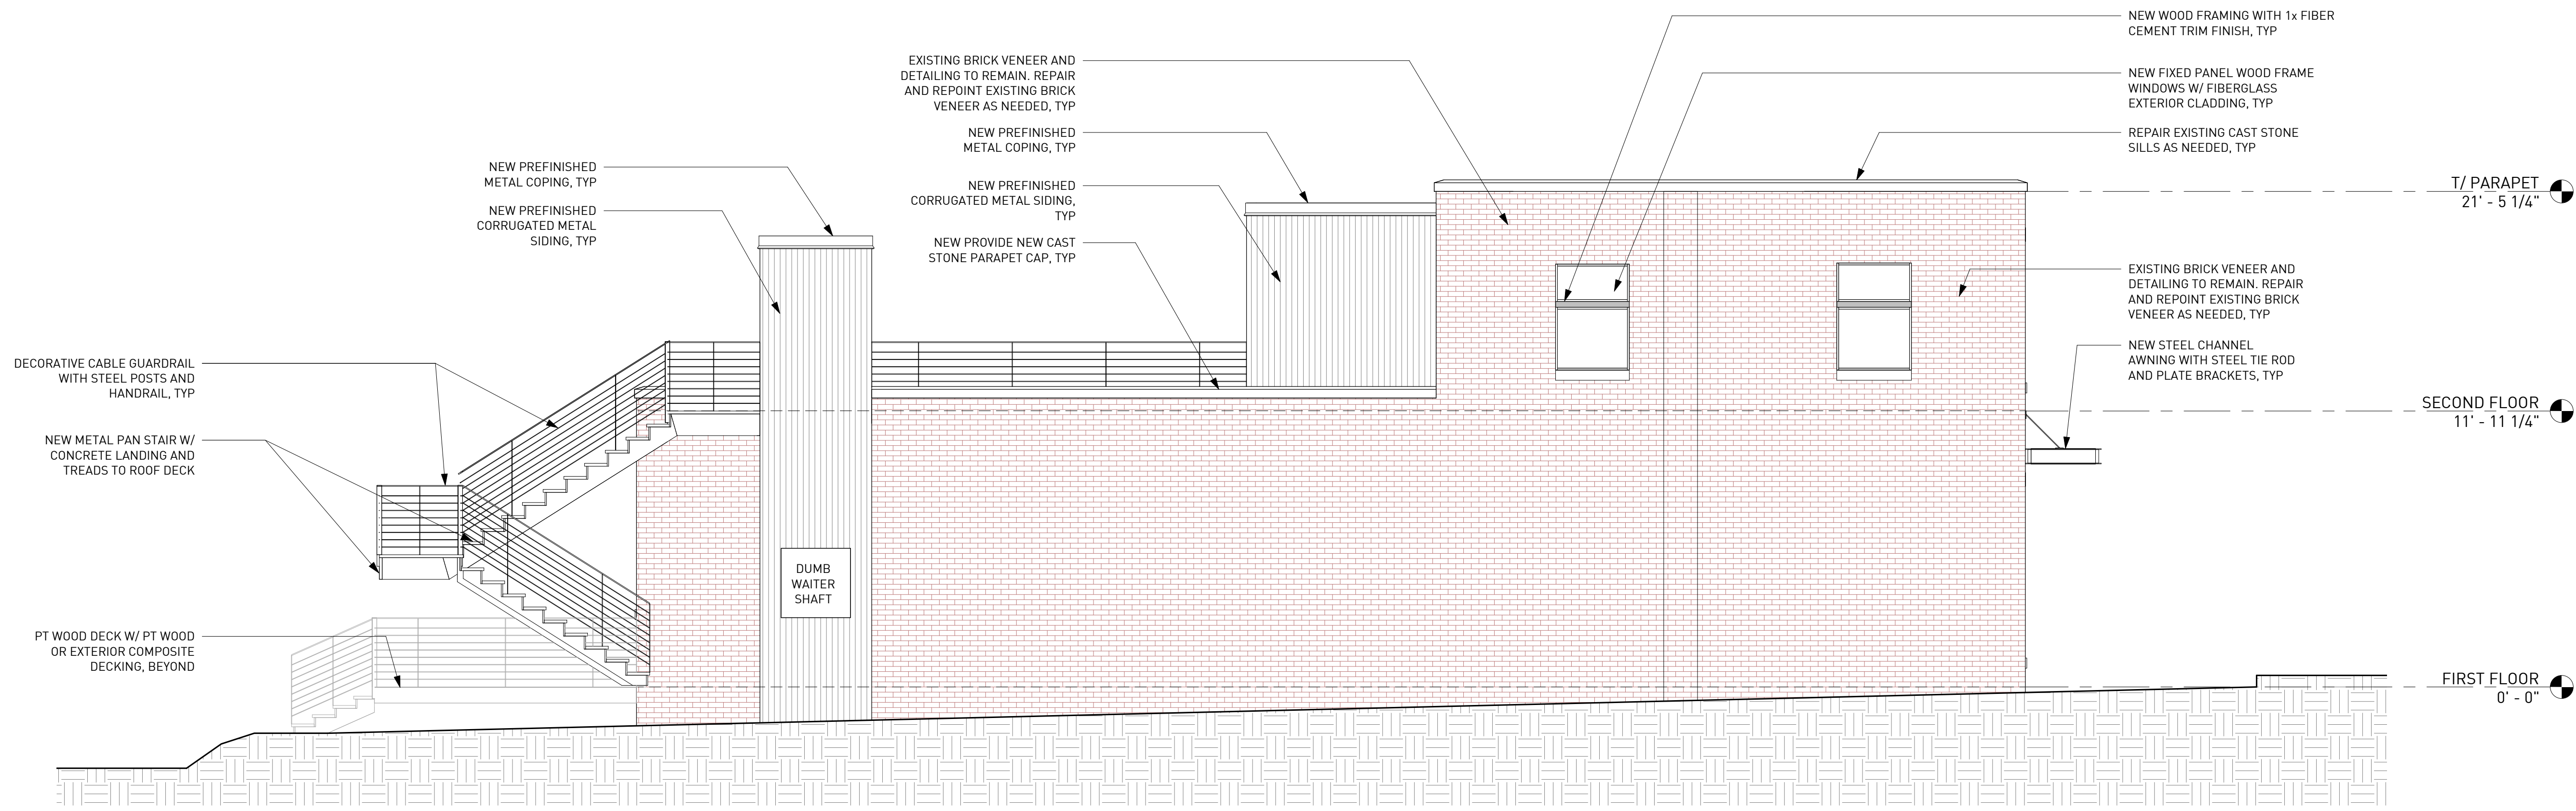 NEW WOOD FRAMING WITH 1x FIBER
CEMENT TRIM FINISH, TYP
EXISTING BRICK VENEER AND
DETAILING TO REMAIN. REPAIR
AND REPOINT EXISTING BRICK
VENEER AS NEEDED, TYP
NEW FIXED PANEL WOOD FRAME
WINDOWS W/ FIBERGLASS
EXTERIOR CLADDING, TYP
NEW PREFINISHED
METAL COPING, TYP
REPAIR EXISTING CAST STONE
SILLS AS NEEDED, TYP
NEW PREFINISHED
METAL COPING, TYP
NEW PREFINISHED
CORRUGATED METAL SIDING,
TYP
T/ PARAPET
21' - 5 1/4"
NEW PREFINISHED
CORRUGATED METAL
SIDING, TYP
NEW PROVIDE NEW CAST
STONE PARAPET CAP, TYP
EXISTING BRICK VENEER AND
DETAILING TO REMAIN. REPAIR
AND REPOINT EXISTING BRICK
VENEER AS NEEDED, TYP
DECORATIVE CABLE GUARDRAIL
WITH STEEL POSTS AND
HANDRAIL, TYP
NEW STEEL CHANNEL
AWNING WITH STEEL TIE ROD
AND PLATE BRACKETS, TYP
SECOND FLOOR
11' - 11 1/4"
NEW METAL PAN STAIR W/
CONCRETE LANDING AND
TREADS TO ROOF DECK
DUMB
WAITER
SHAFT
PT WOOD DECK W/ PT WOOD
OR EXTERIOR COMPOSITE
DECKING, BEYOND
FIRST FLOOR
0' - 0"